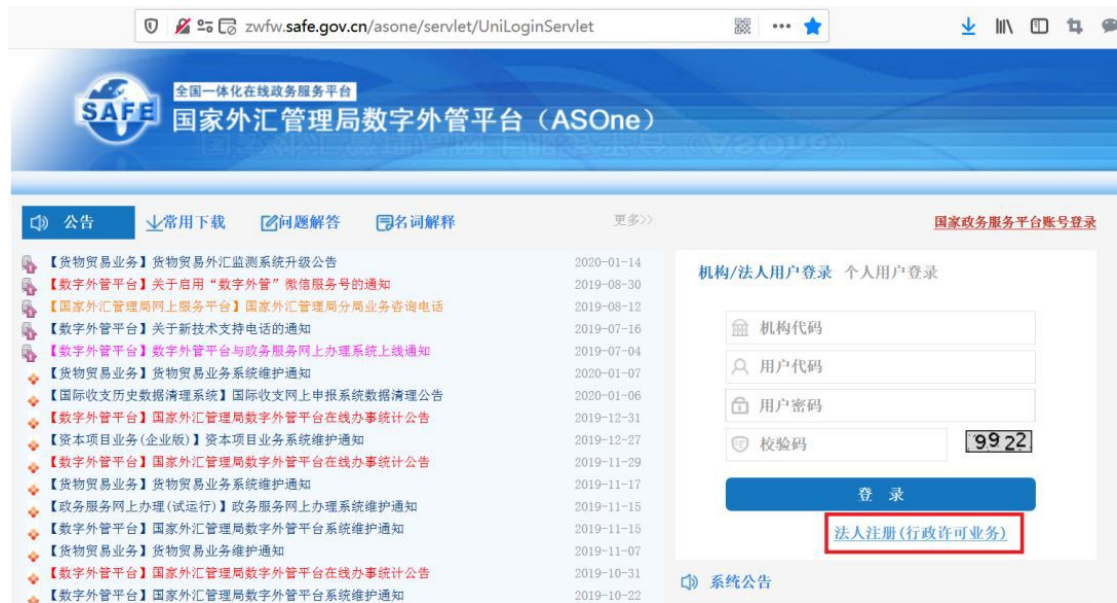 zwfw.safe.gov.cn/asone/servlet/UniLoginServlet
SAFE
全国一体化在线政务服务平台
国家外汇管理局数字外管平台（ASOne）
公告 常用下载 问题解答 名词解释 更多>>
国家政务服务平台账号登录
【货物贸易业务】货物贸易外汇监测系统升级公告 2020-01-14
【数字外管平台】关于启用“数字外管”微信服务号的通知 2019-08-30
【国家外汇管理局网上服务平台】国家外汇管理局分局业务咨询电话 2019-08-12
【数字外管平台】关于新技术支持电话的通知 2019-07-16
【数字外管平台】数字外管平台与政务服务网上办理系统上线通知 2019-07-04
【货物贸易业务】货物贸易业务系统维护通知 2020-01-07
【国际收支历史数据清理系统】国际收支网上申报系统数据清理公告 2020-01-06
【数字外管平台】国家外汇管理局数字外管平台在线办事统计公告 2019-12-31
【资本项目业务(企业版)】资本项目业务系统维护通知 2019-12-27
【数字外管平台】国家外汇管理局数字外管平台在线办事统计公告 2019-11-29
【货物贸易业务】货物贸易业务系统维护通知 2019-11-17
【政务服务网上办理(试运行)】政务服务网上办理系统维护通知 2019-11-15
【数字外管平台】国家外汇管理局数字外管平台系统维护通知 2019-11-15
【货物贸易业务】货物贸易业务维护通知 2019-11-07
【数字外管平台】国家外汇管理局数字外管平台在线办事统计公告 2019-10-31
【数字外管平台】国家外汇管理局数字外管平台系统维护通知 2019-10-22
机构/法人用户登录 个人用户登录
机构代码
用户代码
用户密码
校验码 9922
登 录
法人注册(行政许可业务)
系统公告